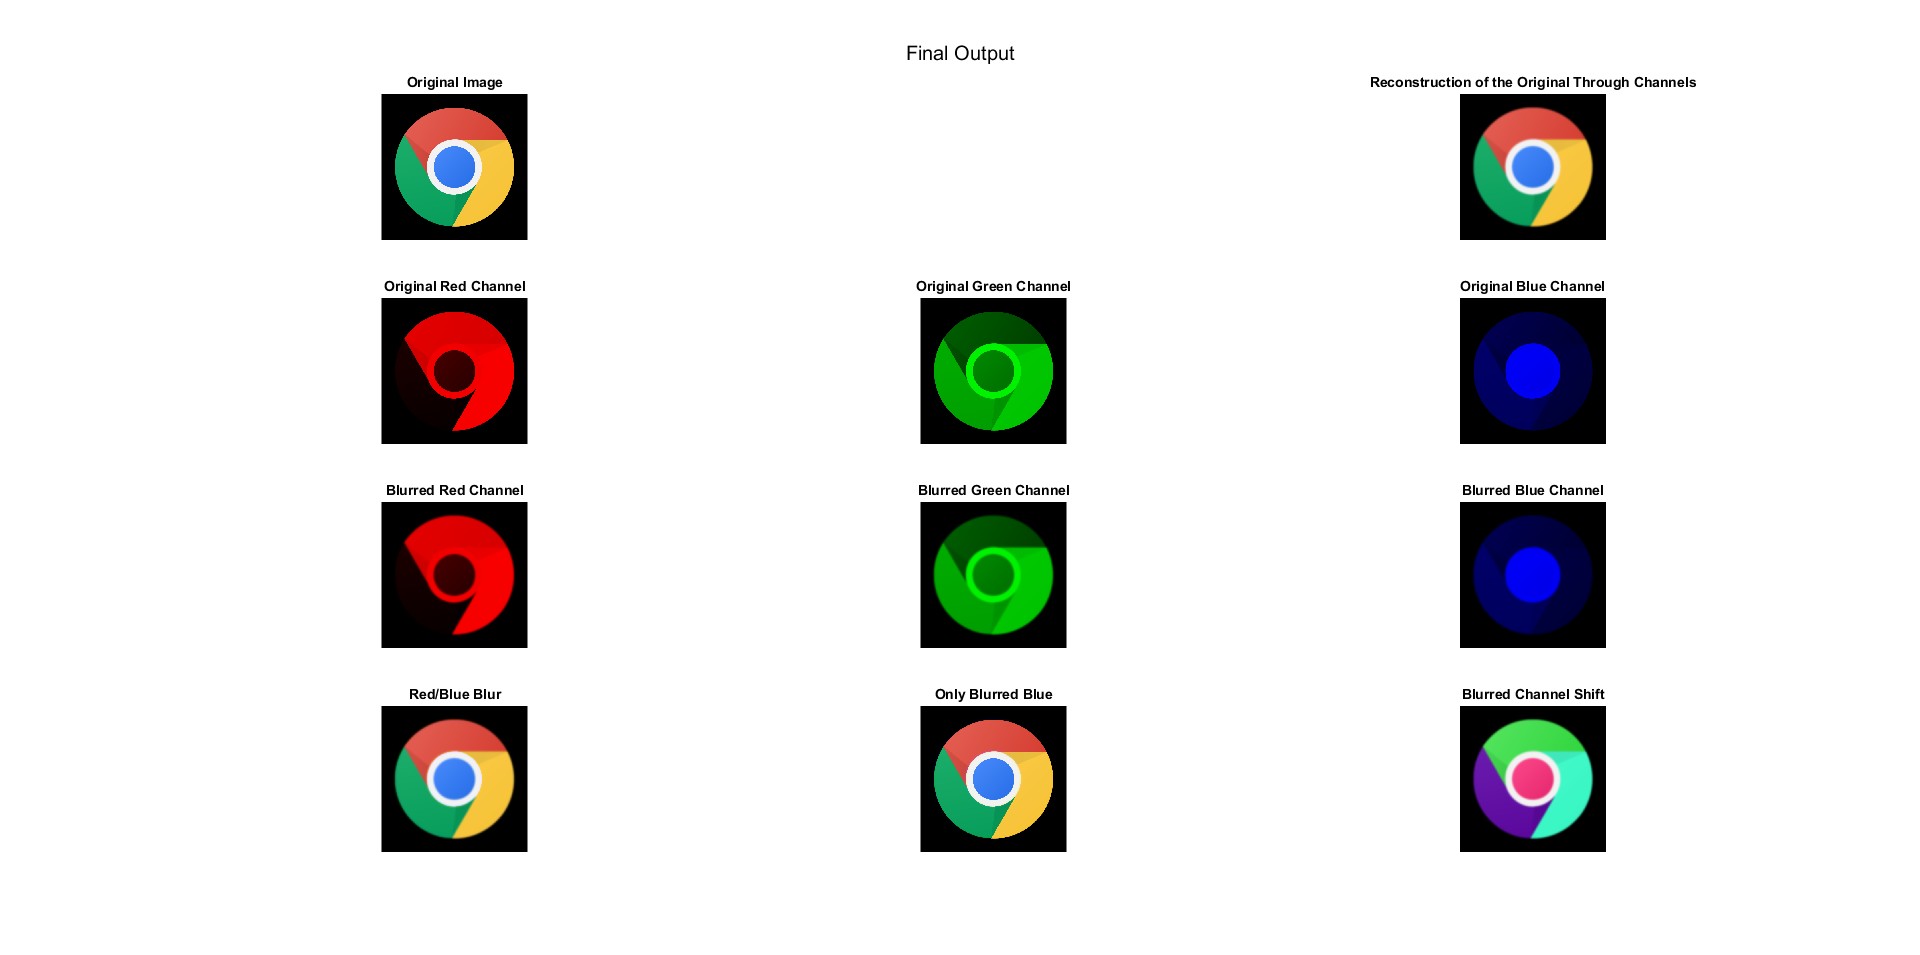 Final Output
Original Image
Reconstruction of the Original Through Channels
Original Red Channel
Original Green Channel
Original Blue Channel
Blurred Red Channel
Blurred Green Channel
Blurred Blue Channel
Red/Blue Blur
Only Blurred Blue
Blurred Channel Shift